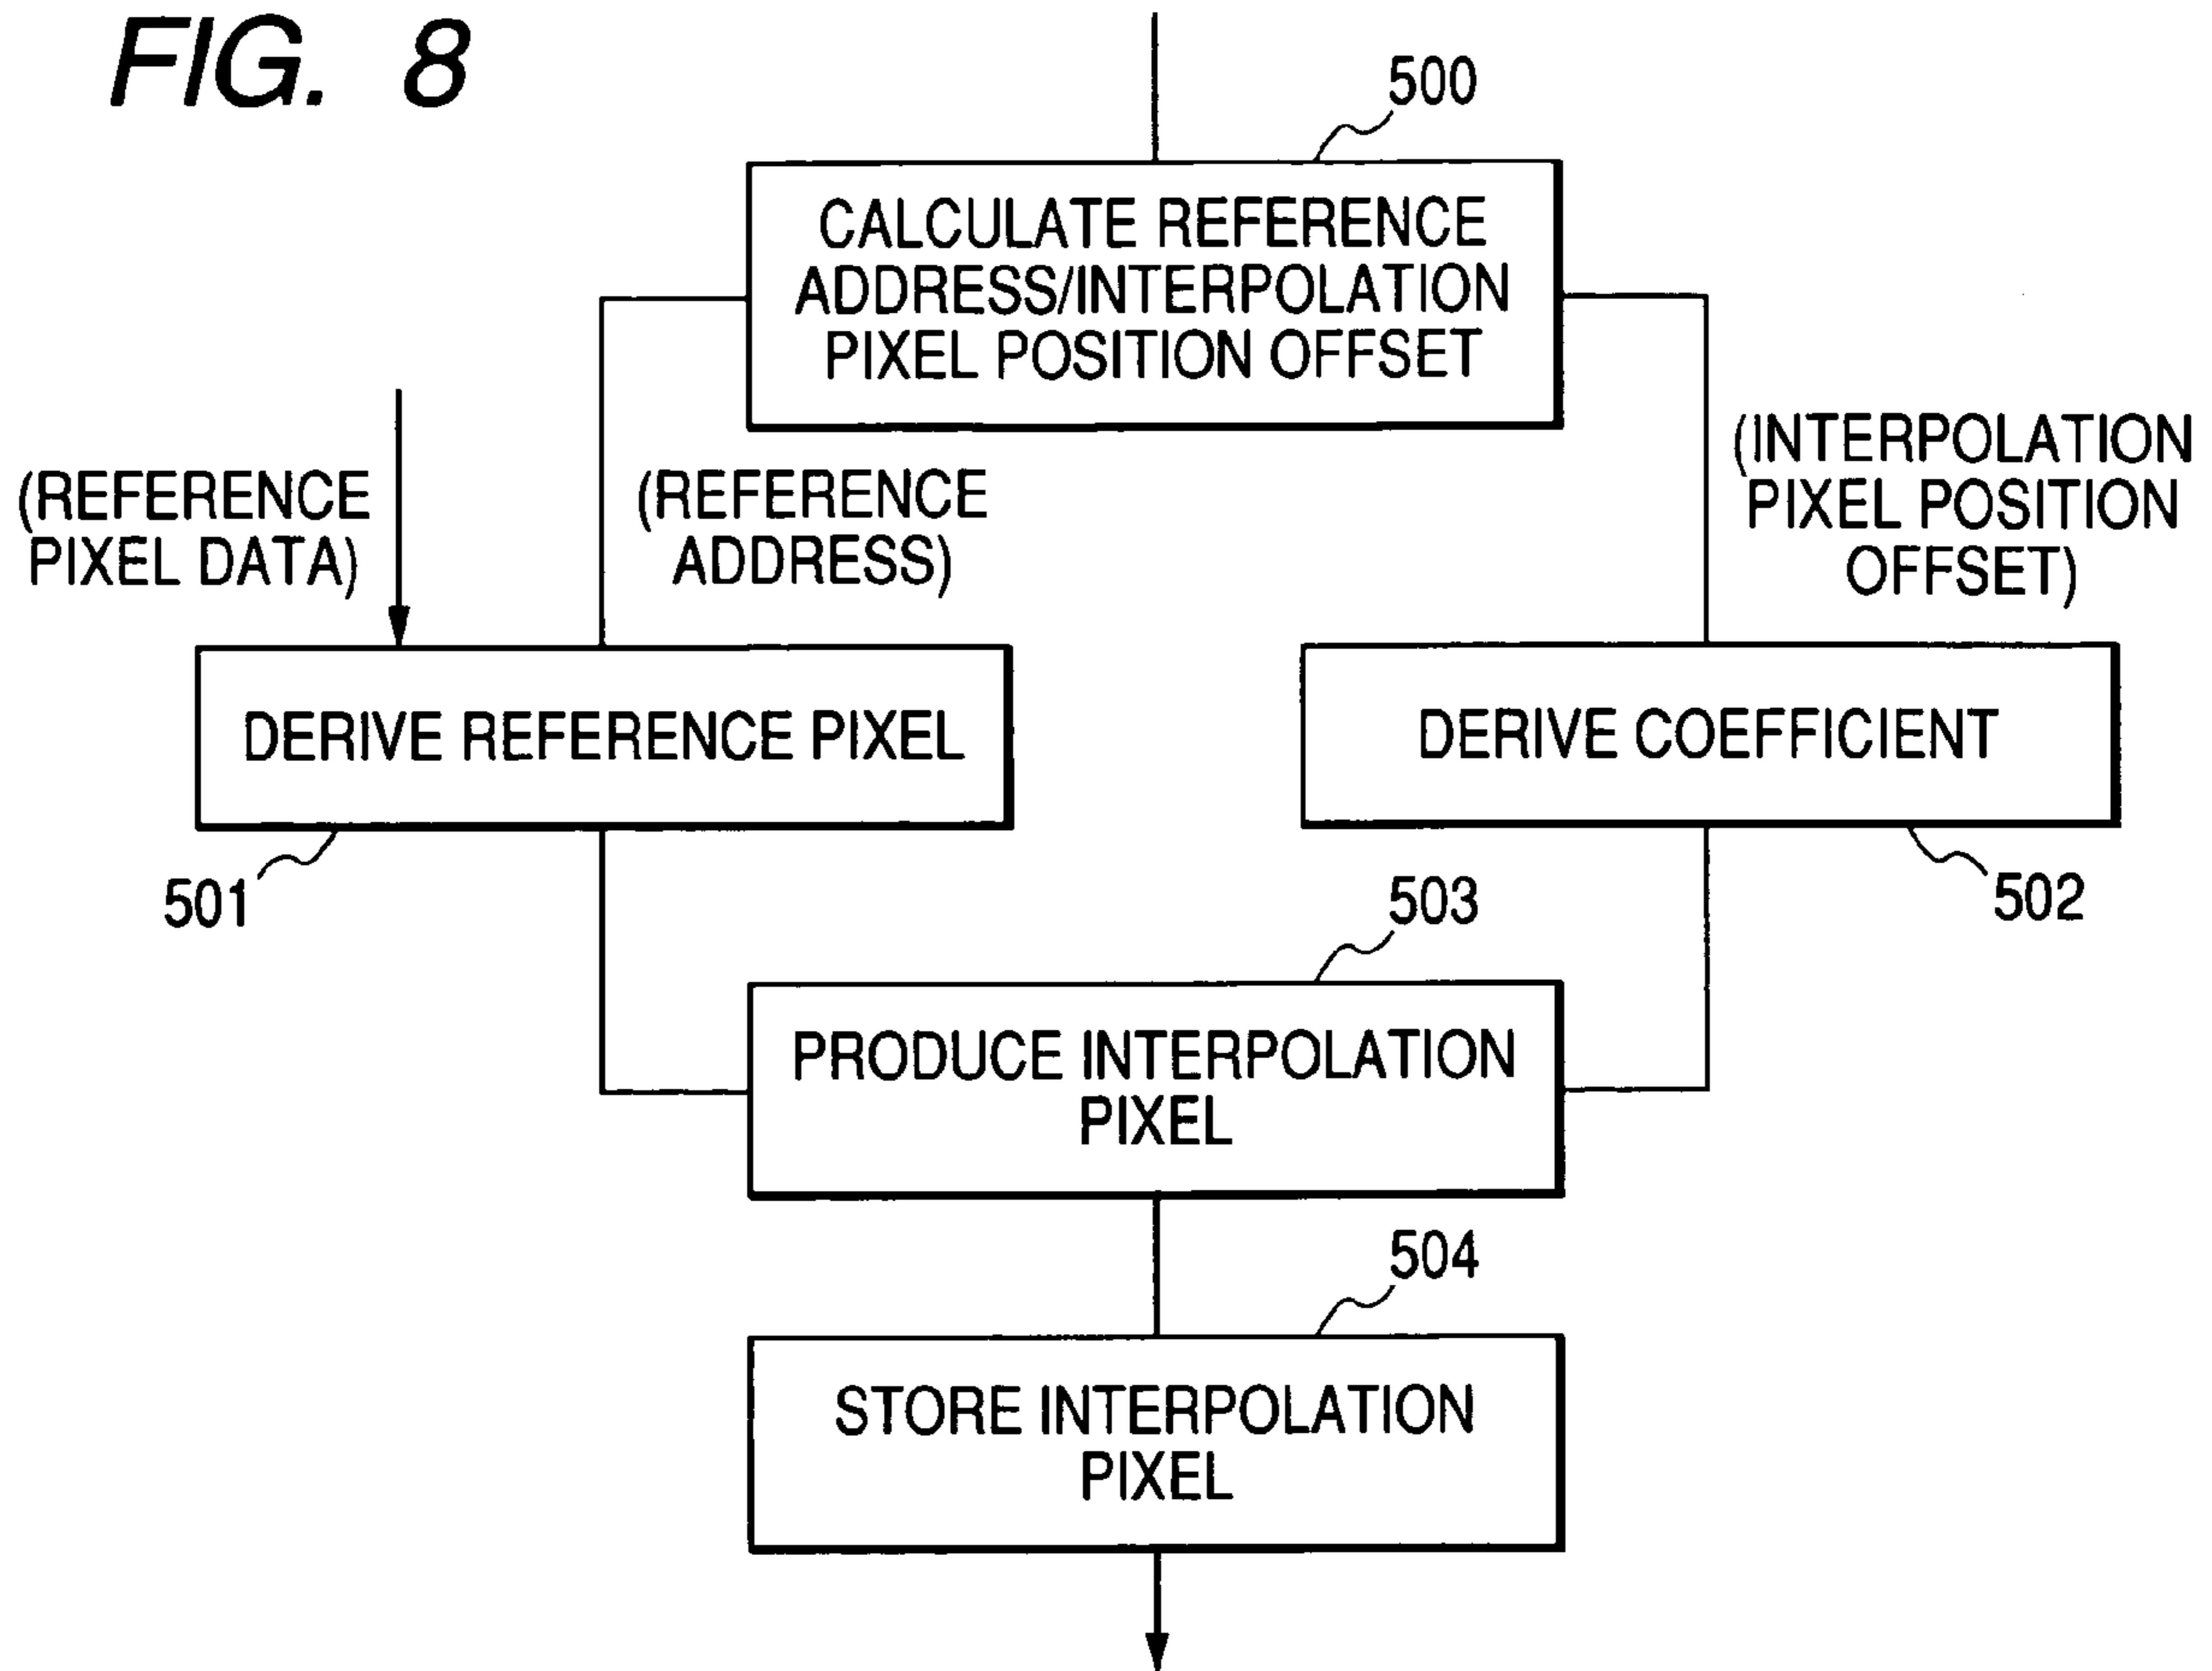 FIG. 8
500
CALCULATE REFERENCE
ADDRESS/INTERPOLATION
PIXEL POSITION OFFSET
(REFERENCE
PIXEL DATA)
(REFERENCE
ADDRESS)
(INTERPOLATION
PIXEL POSITION
OFFSET)
DERIVE REFERENCE PIXEL
501
DERIVE COEFFICIENT
502
503
PRODUCE INTERPOLATION
PIXEL
504
STORE INTERPOLATION
PIXEL